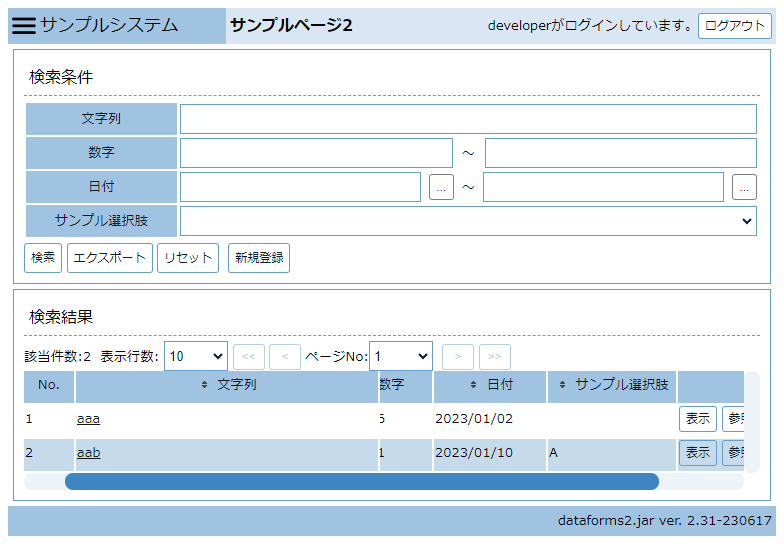 サンプルシステム サンプルページ2 developerがログインしています。 ログアウト
検索条件
文字列
数字 ～
日付 ... ～ ...
サンプル選択肢
検索 エクスポート リセット 新規登録
検索結果
該当件数:2 表示行数: 10 << < ページNo: 1 > >>
No. 文字列 数字 日付 サンプル選択肢
1 aaa 2023/01/02 表示
2 aab 1 2023/01/10 A 表示
dataforms2.jar ver. 2.31-230617